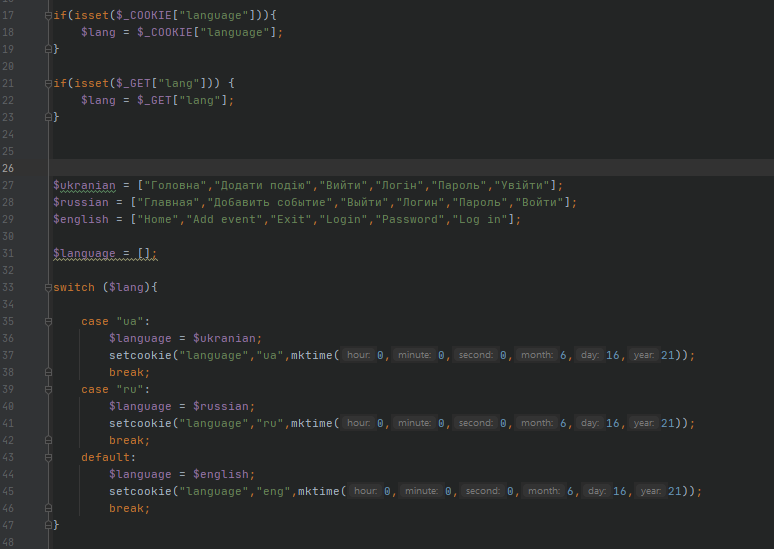 17 if(isset($_COOKIE["language"])){
18 $lang = $_COOKIE["language"];
19 }
20
21 if(isset($_GET["lang"])) {
22 $lang = $_GET["lang"];
23 }
24
25
26
27 $ukranian = ["Головна","Додати подію","Вийти","Логін","Пароль","Увійти"];
28 $russian = ["Главная","Добавить событие","Выйти","Логин","Пароль","Войти"];
29 $english = ["Home","Add event","Exit","Login","Password","Log in"];
30
31 $language = [];
32
33 switch ($lang){
34
35 case "ua":
36 $language = $ukranian;
37 setcookie("language","ua",mktime( hour: 0, minute: 0, second: 0, month: 6, day: 16, year: 21));
38 break;
39 case "ru":
40 $language = $russian;
41 setcookie("language","ru",mktime( hour: 0, minute: 0, second: 0, month: 6, day: 16, year: 21));
42 break;
43 default:
44 $language = $english;
45 setcookie("language","eng",mktime( hour: 0, minute: 0, second: 0, month: 6, day: 16, year: 21));
46 break;
47 }
48